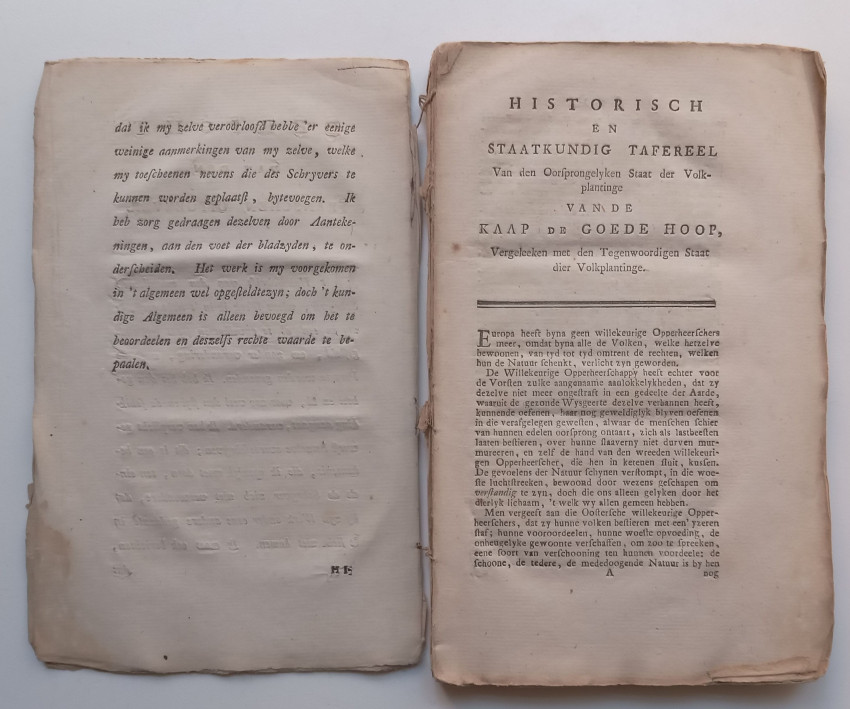 dat ik my zelve veroorloofd hebbe 'er eenige
weinige aanmerkingen van my zelve, welke
my toescheenen nevens die des Schryvers te
kunnen worden geplaatst, bytevoegen. Ik
heb zorg gedraagen dezelven door Aanteke-
ningen, aan den voet der bladzyden, te on-
derscheiden. Het werk is my voorgekomen
in 't algemeen wel opgesteldtezyn; doch 't kun-
dige Algemeen is alleen bevoegd om het te
beoordeelen en deszelfs rechte waarde te be-
paalen.
HISTORISCH
EN
STAATKUNDIG TAFEREEL
Van den Oorsprongelyken Staat der Volk-
plantinge
VAN DE
KAAP DE GOEDE HOOP,
Vergeleeken met den Tegenwoordigen Staat
dier Volkplantinge.
Europa heeft byna geen willekeurige Opperheerschers
meer, omdat byna alle de Volken, welke hetzelve
bewoonen, van tyd tot tyd omtrent de rechten, welken
hun de Natuur schenkt, verlicht zyn geworden.
De Willekeurige Opperheerschappy heeft echter voor
de Vorsten zulke aangenaame aanlokkelykheden, dat zy
dezelve niet meer ongestraft in een gedeelte der Aarde,
waaruit de gezonde Wysgeerte dezelve verbannen heeft,
kunnende oefenen, haar nog geweldiglyk blyven oefenen
in die verafgelegen gewesten, alwaar de menschen schier
van hunnen edelen oorsprong ontaart, zich als lastbeesten
laaten bestieren, over hunne slaaverny niet durven mur-
mureeren, en zelf de hand van den wreeden willekeuri-
gen Opperheerscher, die hen in ketenen sluit, kussen.
De gevoelens der Natuur schynen verstompt, in die woe-
ste luchtstreeken, bewoond door wezens geschapen om
verstandig te zyn, doch die ons alleen gelyken door het
dierlyk lichaam, 't welk wy allen gemeen hebben.
Men vergeeft aan die Oostersche willekeurige Opper-
heerschers, dat zy hunne volken bestieren met een' yzeren
staf; hunne vooroordeelen, hunne woeste opvoeding, de
onheugelyke gewoonte verschaffen, om zoo te spreeken,
eene soort van verschooning ten hunnen voordeele: de
schoone, de tedere, de mededoogende Natuur is by hen
A nog